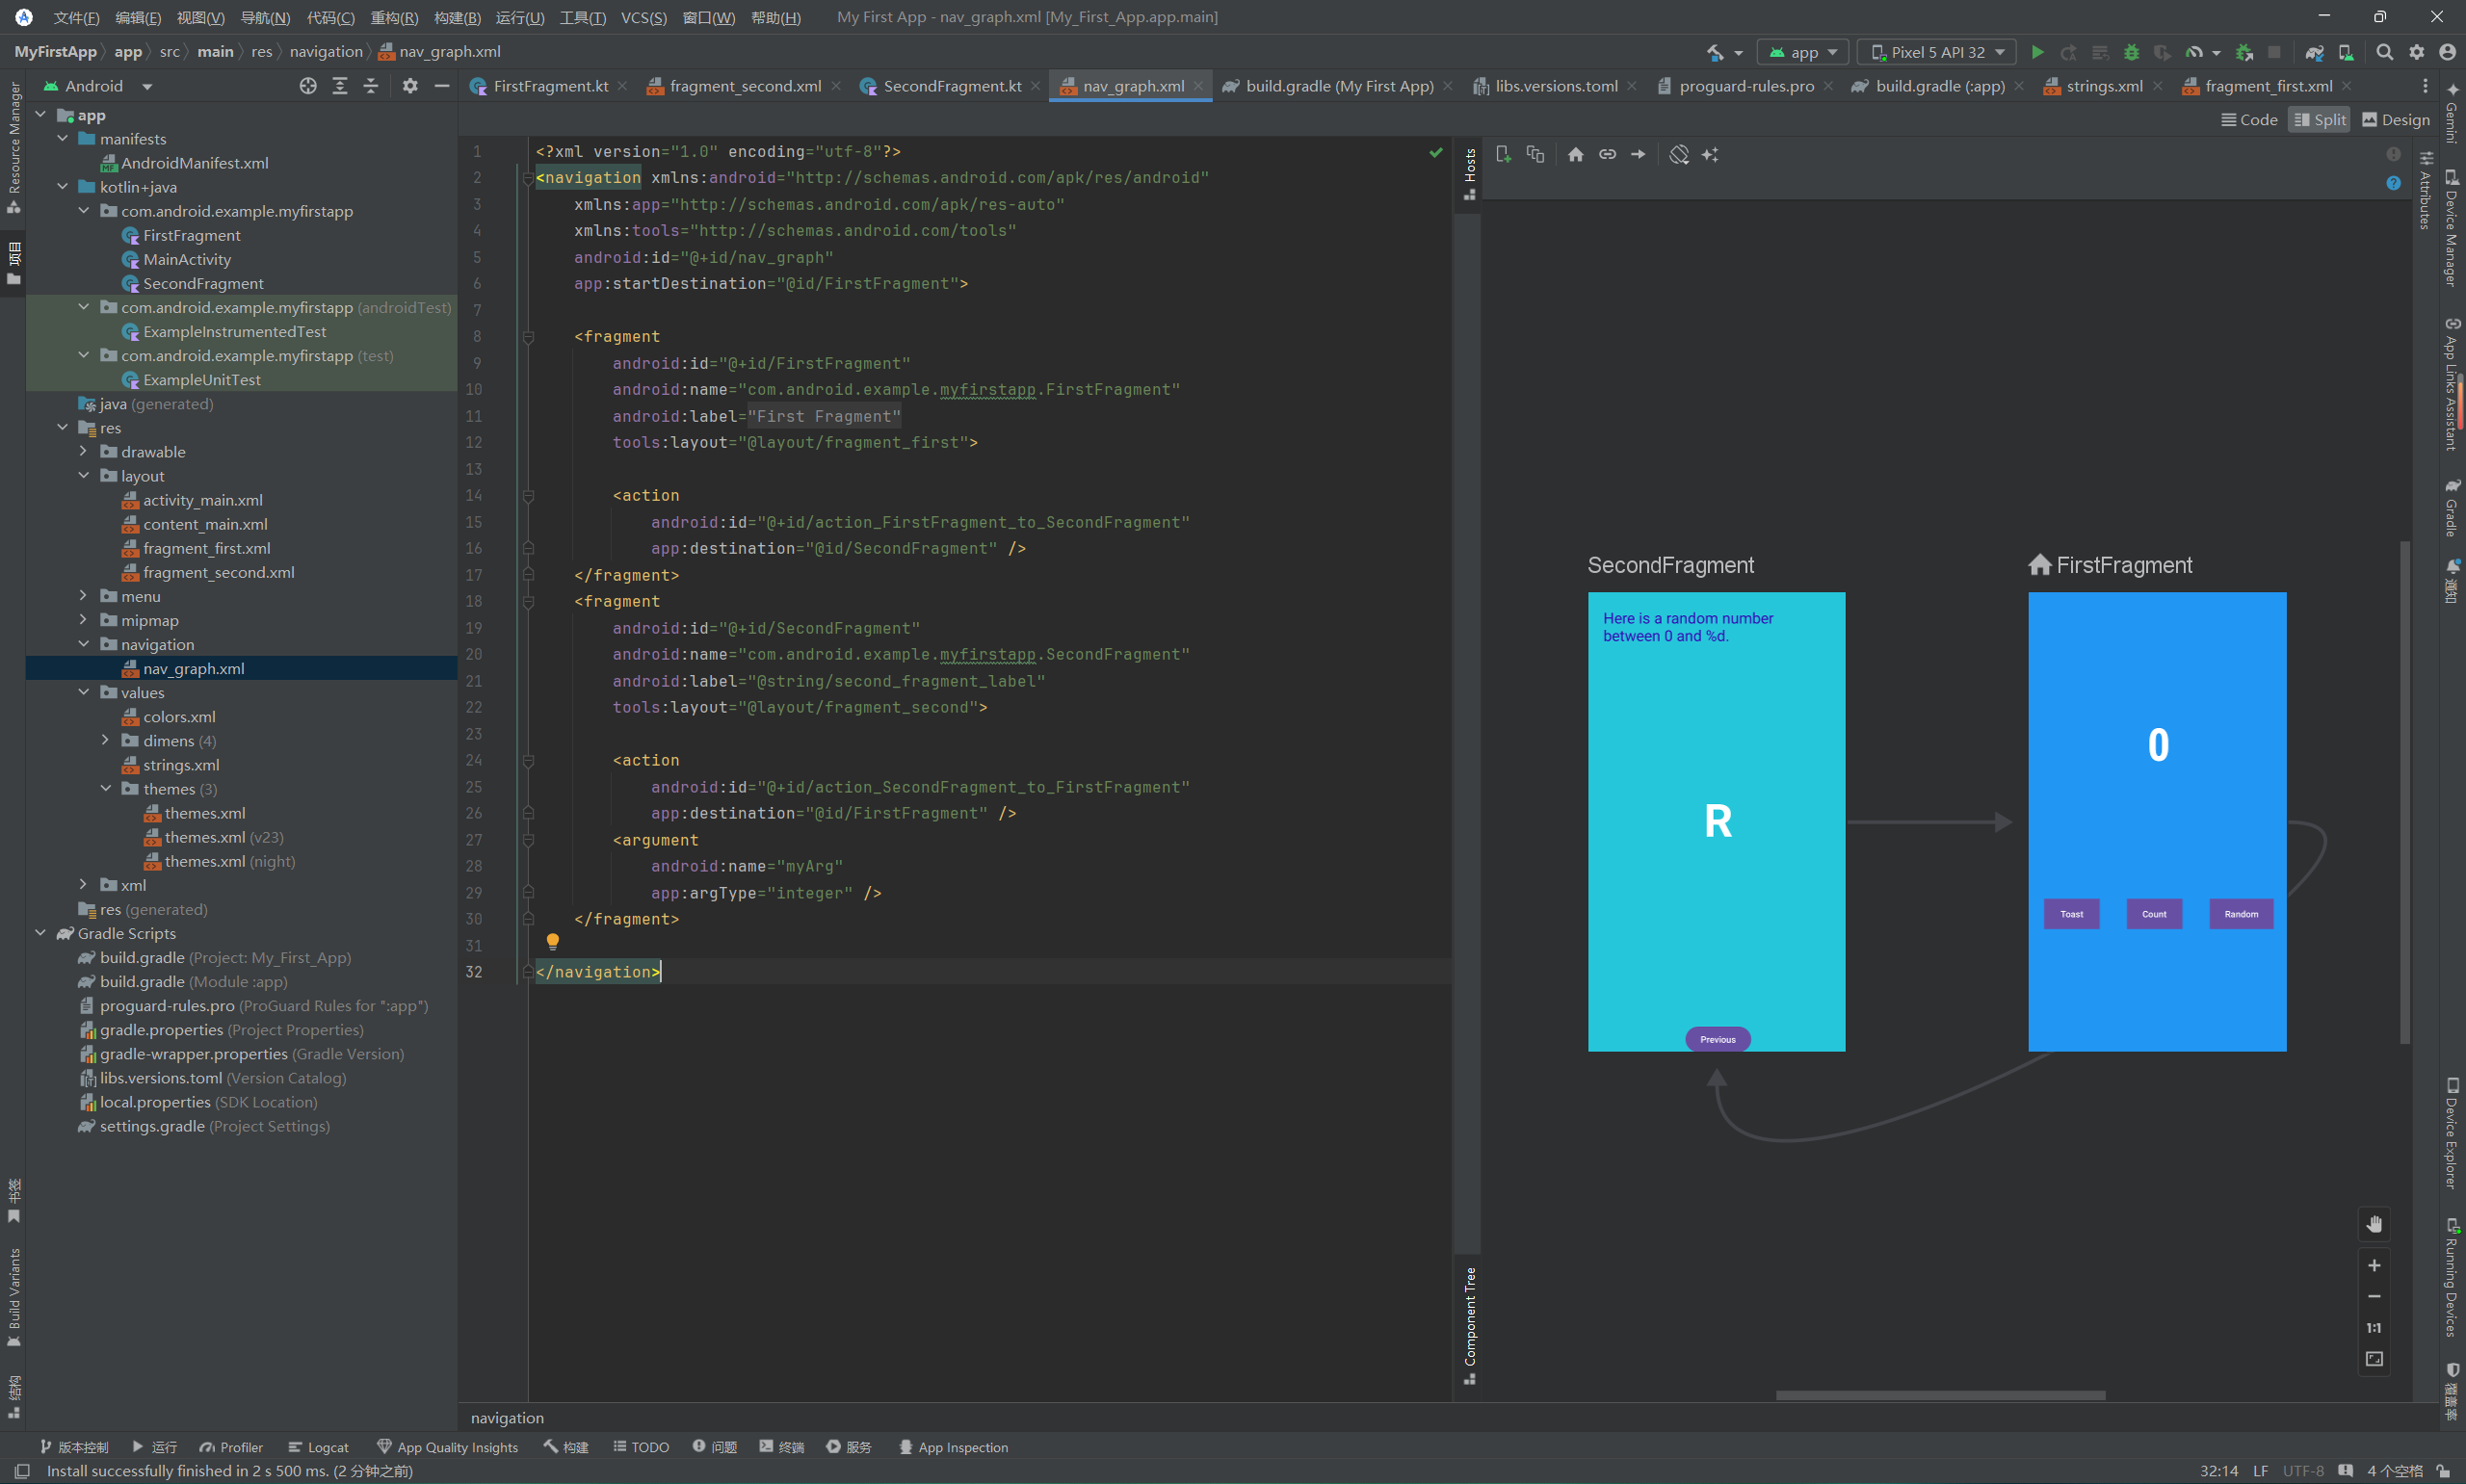 文件(F) 编辑(E) 视图(V) 导航(N) 代码(C) 重构(R) 构建(B) 运行(U) 工具(T) VCS(S) 窗口(W) 帮助(H) My First App - nav_graph.xml [My_First_App.app.main]
MyFirstApp app src main res navigation nav_graph.xml app Pixel 5 API 32
Android FirstFragment.kt fragment_second.xml SecondFragment.kt nav_graph.xml build.gradle (My First App) libs.versions.toml proguard-rules.pro build.gradle (:app) strings.xml fragment_first.xml
Code Split Design
Resource Manager
项目
书签
Build Variants
结构
app
manifests
AndroidManifest.xml
kotlin+java
com.android.example.myfirstapp
FirstFragment
MainActivity
SecondFragment
com.android.example.myfirstapp (androidTest)
ExampleInstrumentedTest
com.android.example.myfirstapp (test)
ExampleUnitTest
java (generated)
res
drawable
layout
activity_main.xml
content_main.xml
fragment_first.xml
fragment_second.xml
menu
mipmap
navigation
nav_graph.xml
values
colors.xml
dimens (4)
strings.xml
themes (3)
themes.xml
themes.xml (v23)
themes.xml (night)
xml
res (generated)
Gradle Scripts
build.gradle (Project: My_First_App)
build.gradle (Module :app)
proguard-rules.pro (ProGuard Rules for ":app")
gradle.properties (Project Properties)
gradle-wrapper.properties (Gradle Version)
libs.versions.toml (Version Catalog)
local.properties (SDK Location)
settings.gradle (Project Settings)
1 <?xml version="1.0" encoding="utf-8"?>
2 <navigation xmlns:android="http://schemas.android.com/apk/res/android"
3 xmlns:app="http://schemas.android.com/apk/res-auto"
4 xmlns:tools="http://schemas.android.com/tools"
5 android:id="@+id/nav_graph"
6 app:startDestination="@id/FirstFragment">
7
8 <fragment
9 android:id="@+id/FirstFragment"
10 android:name="com.android.example.myfirstapp.FirstFragment"
11 android:label="First Fragment"
12 tools:layout="@layout/fragment_first">
13
14 <action
15 android:id="@+id/action_FirstFragment_to_SecondFragment"
16 app:destination="@id/SecondFragment" />
17 </fragment>
18 <fragment
19 android:id="@+id/SecondFragment"
20 android:name="com.android.example.myfirstapp.SecondFragment"
21 android:label="@string/second_fragment_label"
22 tools:layout="@layout/fragment_second">
23
24 <action
25 android:id="@+id/action_SecondFragment_to_FirstFragment"
26 app:destination="@id/FirstFragment" />
27 <argument
28 android:name="myArg"
29 app:argType="integer" />
30 </fragment>
31
32 </navigation>
navigation
Hosts
Component Tree
SecondFragment
Here is a random number
between 0 and %d.
R
Previous
FirstFragment
0
Toast Count Random
1:1
Attributes
Gemini
Device Manager
App Links Assistant
Gradle
通知
Device Explorer
Running Devices
覆盖率
版本控制 运行 Profiler Logcat App Quality Insights 构建 TODO 问题 终端 服务 App Inspection
Install successfully finished in 2 s 500 ms. (2 分钟之前) 32:14 LF UTF-8 4 个空格